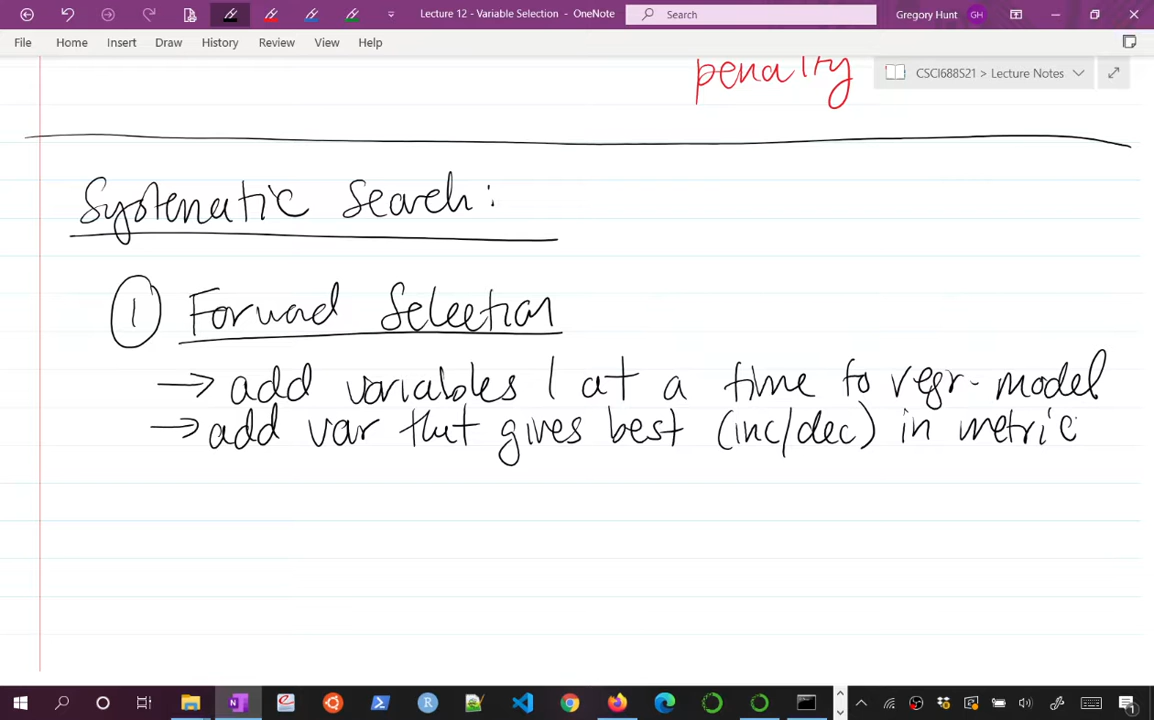 Lecture 12 - Variable Selection - OneNote
Search
Gregory Hunt
GH
File Home Insert Draw History Review View Help
penalty
CSCI688S21 > Lecture Notes
Systematic Search:
1 Forward Selection
→ add variables 1 at a time to regr. model
→ add var that gives best (inc/dec) in metric